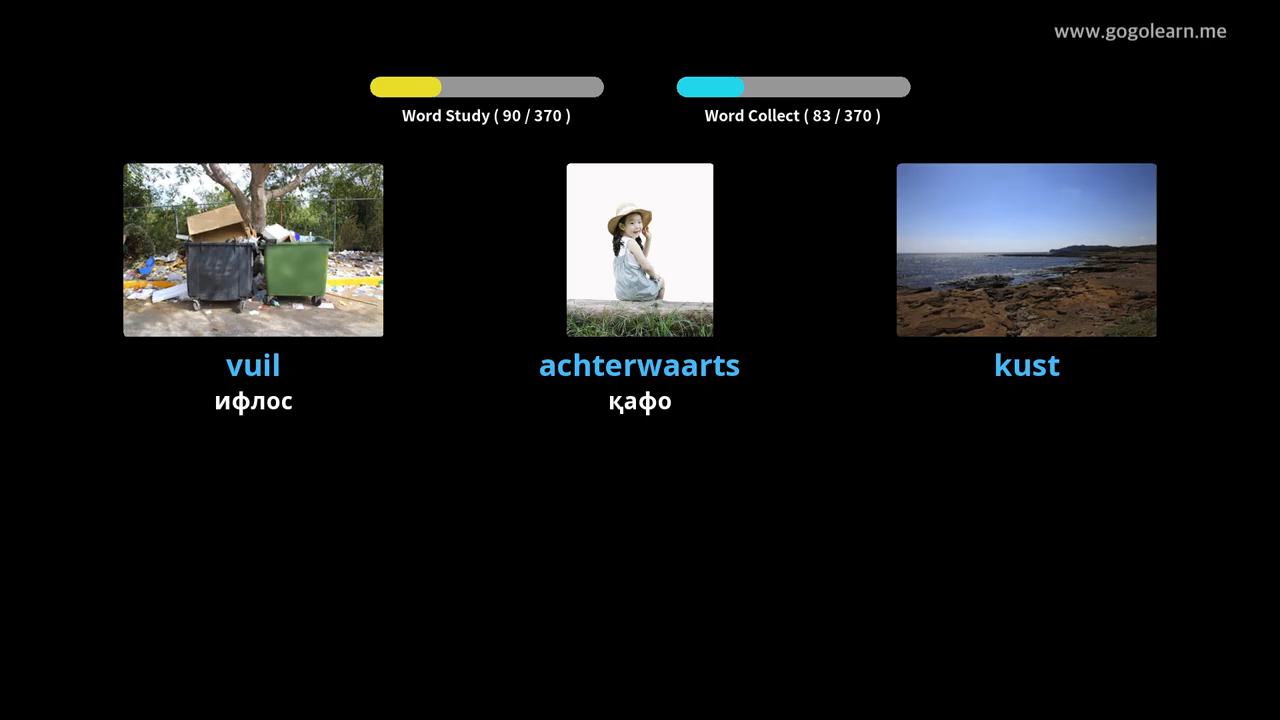 www.gogolearn.me
Word Study ( 90 / 370 )
Word Collect ( 83 / 370 )
vuil
ифлос
achterwaarts
қафо
kust